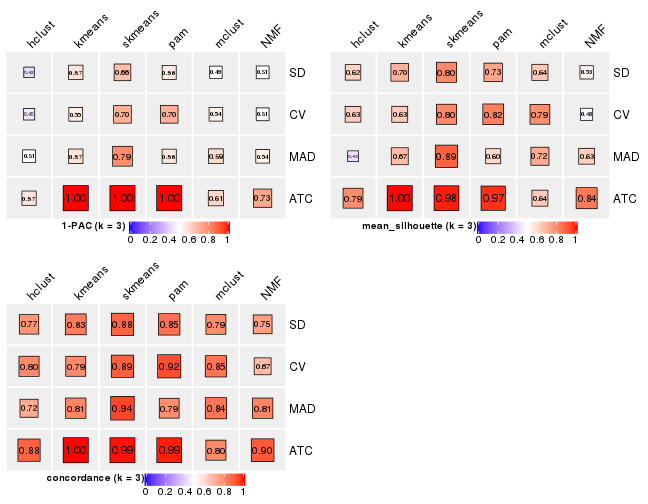 hclust kmeans skmeans pam mclust NMF
0.57 0.66 0.56 0.49 0.51 SD
0.55 0.70 0.70 0.54 0.51 CV
0.51 0.57 0.79 0.56 0.59 0.54 MAD
0.57 1.00 1.00 1.00 0.61 0.73 ATC
1-PAC (k = 3)
0 0.2 0.4 0.6 0.8 1
hclust kmeans skmeans pam mclust NMF
0.62 0.70 0.80 0.73 0.64 0.53 SD
0.63 0.63 0.80 0.82 0.79 0.48 CV
0.43 0.67 0.89 0.60 0.72 0.63 MAD
0.79 1.00 0.98 0.97 0.64 0.84 ATC
mean_silhouette (k = 3)
0 0.2 0.4 0.6 0.8 1
hclust kmeans skmeans pam mclust NMF
0.77 0.83 0.88 0.85 0.79 0.75 SD
0.80 0.79 0.89 0.92 0.85 0.67 CV
0.72 0.81 0.94 0.79 0.84 0.81 MAD
0.88 1.00 0.99 0.99 0.80 0.90 ATC
concordance (k = 3)
0 0.2 0.4 0.6 0.8 1